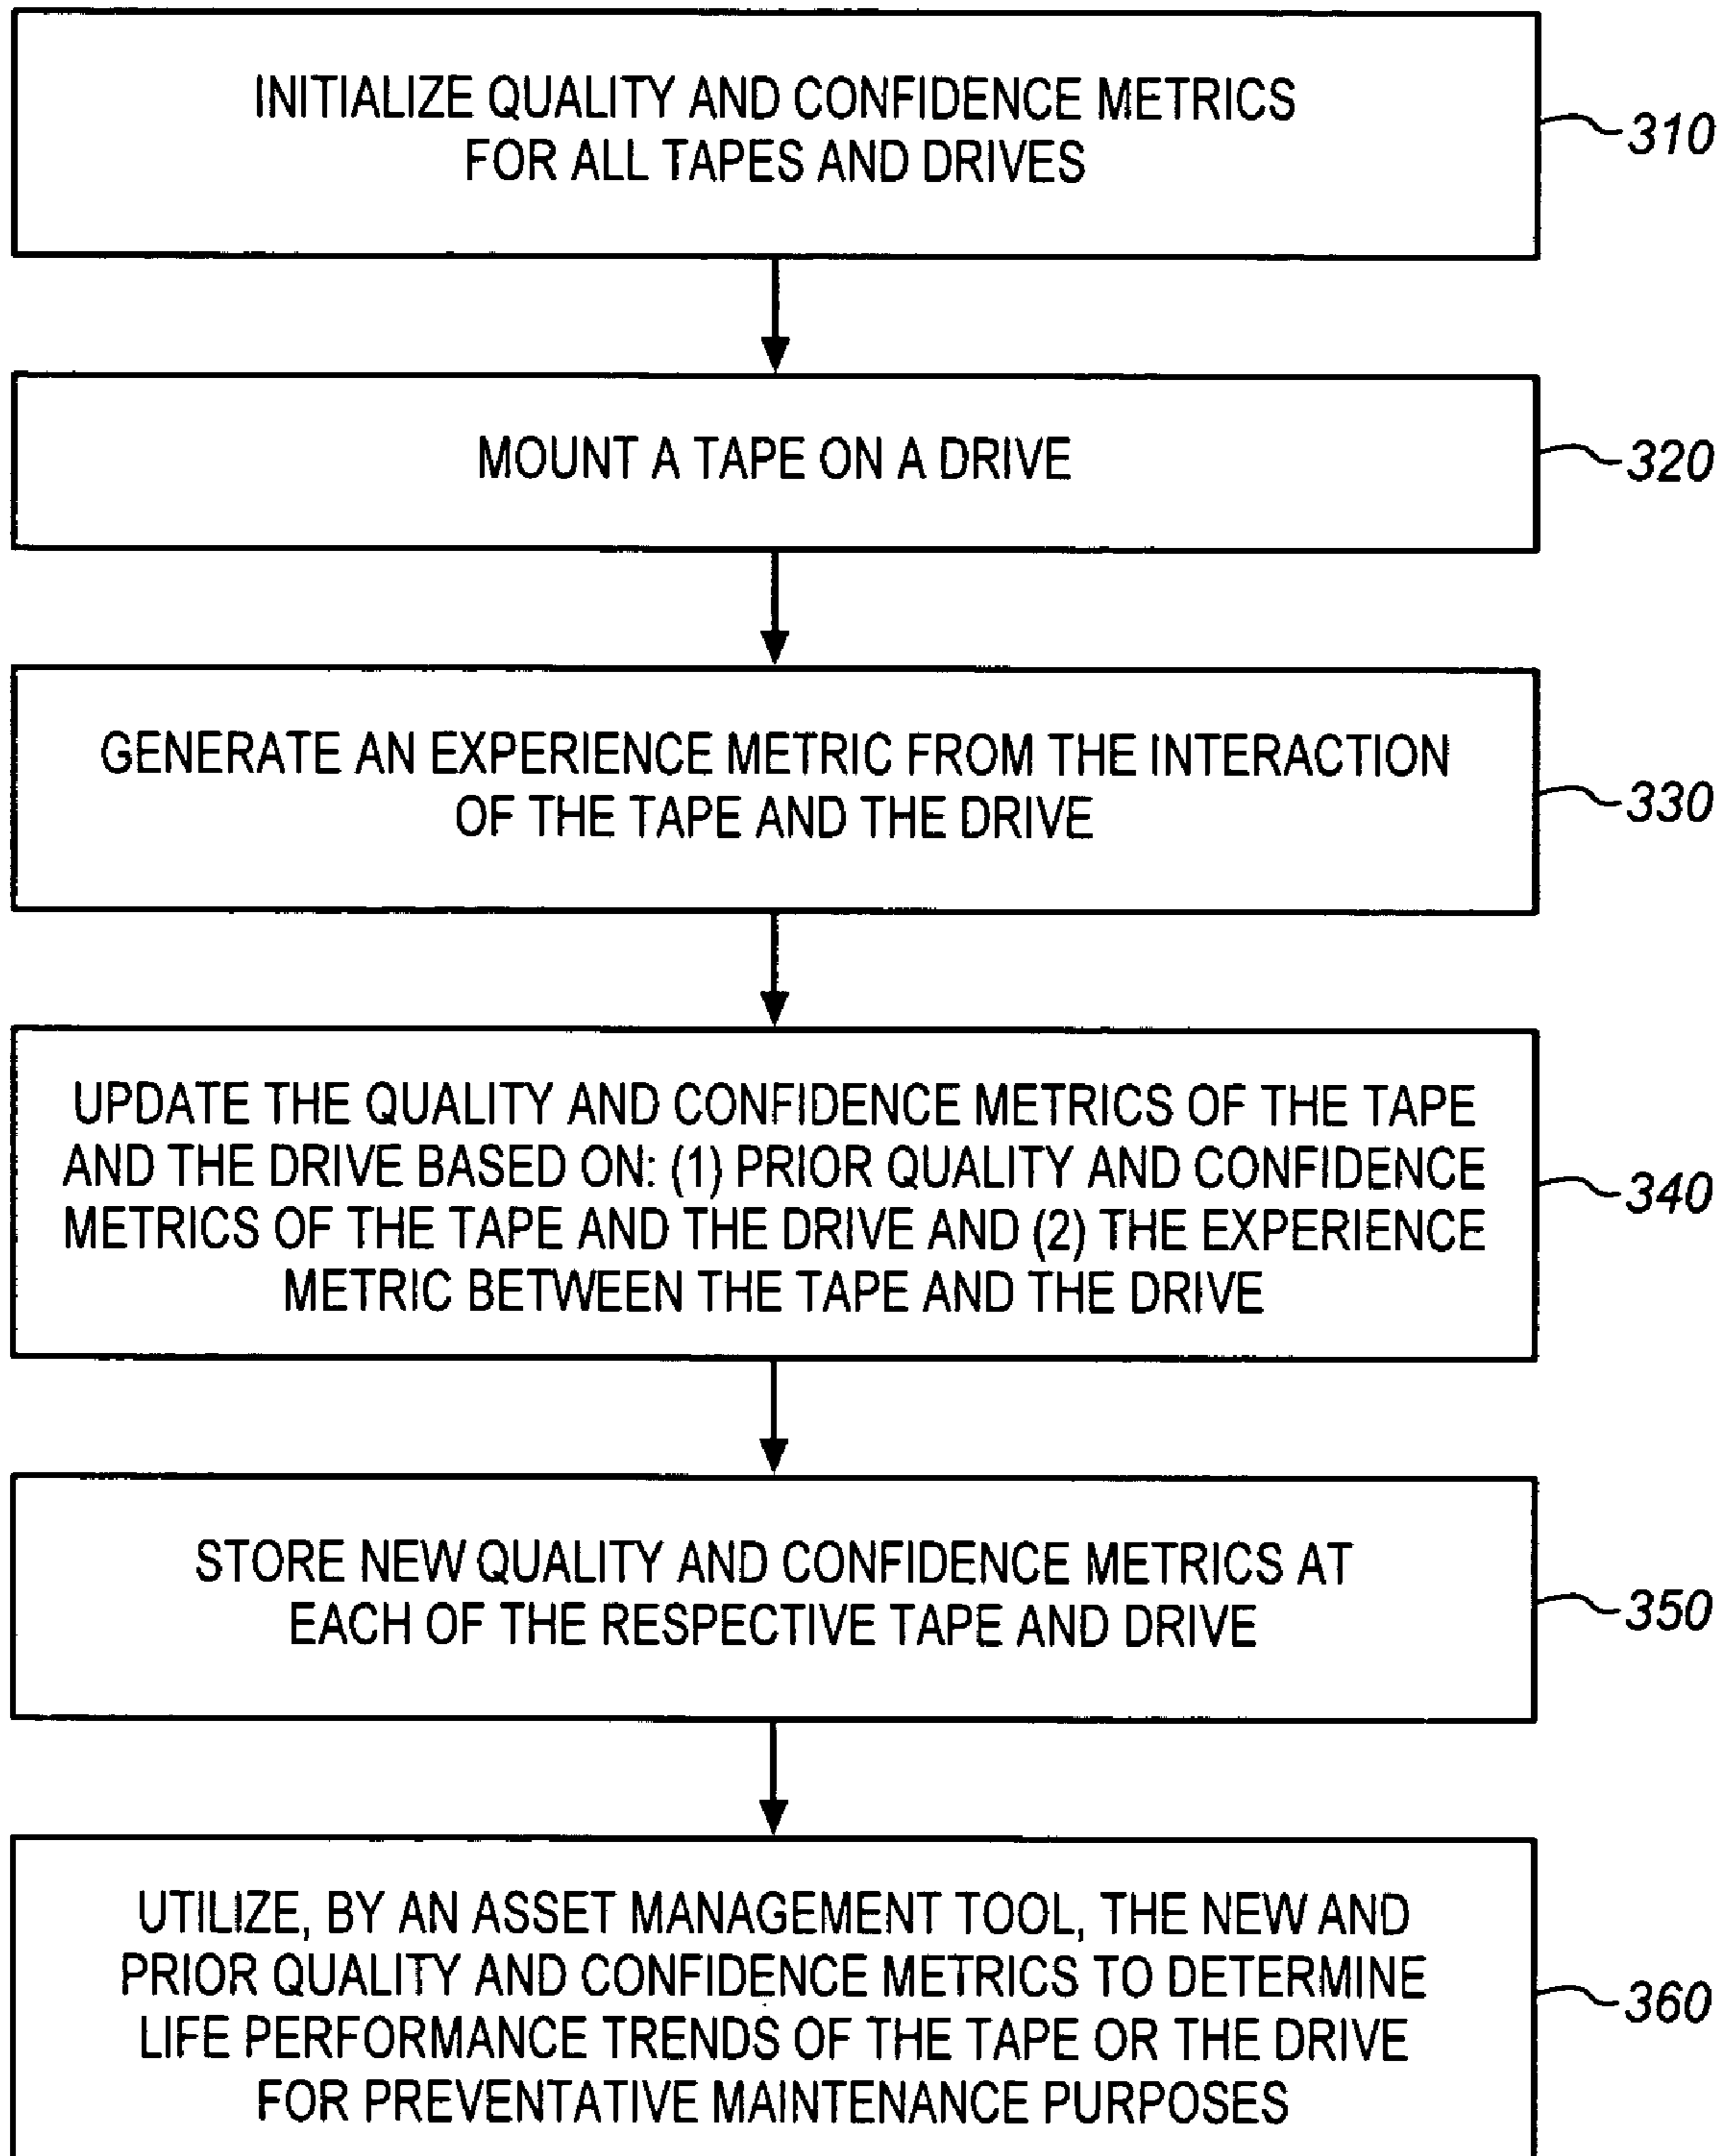 INITIALIZE QUALITY AND CONFIDENCE METRICS
FOR ALL TAPES AND DRIVES
310
MOUNT A TAPE ON A DRIVE
320
GENERATE AN EXPERIENCE METRIC FROM THE INTERACTION
OF THE TAPE AND THE DRIVE
330
UPDATE THE QUALITY AND CONFIDENCE METRICS OF THE TAPE
AND THE DRIVE BASED ON: (1) PRIOR QUALITY AND CONFIDENCE
METRICS OF THE TAPE AND THE DRIVE AND (2) THE EXPERIENCE
METRIC BETWEEN THE TAPE AND THE DRIVE
340
STORE NEW QUALITY AND CONFIDENCE METRICS AT
EACH OF THE RESPECTIVE TAPE AND DRIVE
350
UTILIZE, BY AN ASSET MANAGEMENT TOOL, THE NEW AND
PRIOR QUALITY AND CONFIDENCE METRICS TO DETERMINE
LIFE PERFORMANCE TRENDS OF THE TAPE OR THE DRIVE
FOR PREVENTATIVE MAINTENANCE PURPOSES
360